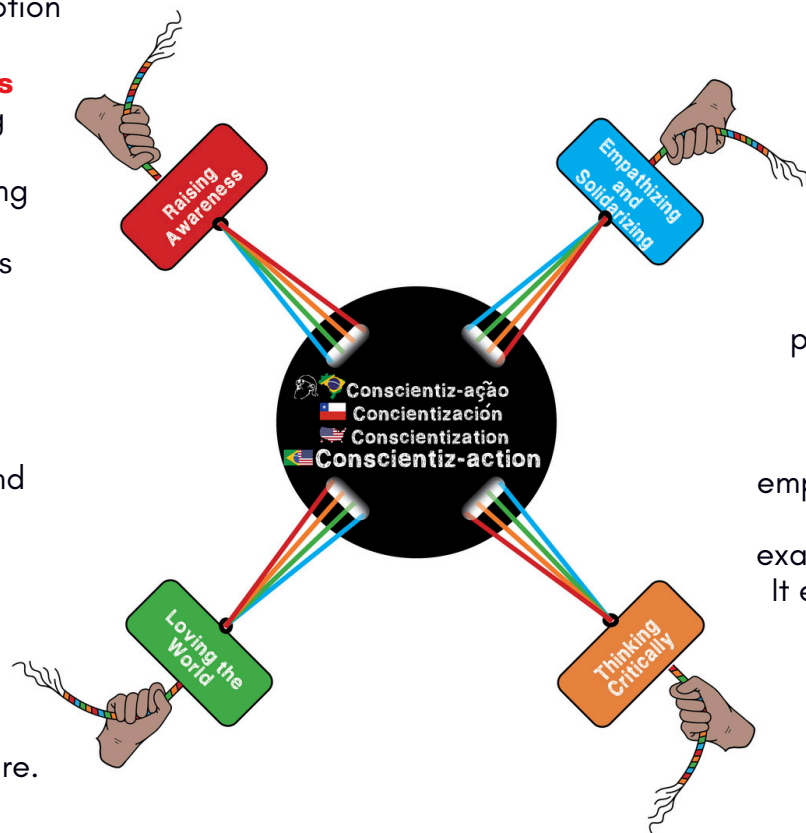 otion
s
g
ng
s
nd
re.
Raising
Awareness
Empathizing
and
Solidarizing
p
Conscientiz-ação
Concientización
Conscientization
Conscientiz-action
emp
exa
It e
Loving the
World
Thinking
Critically